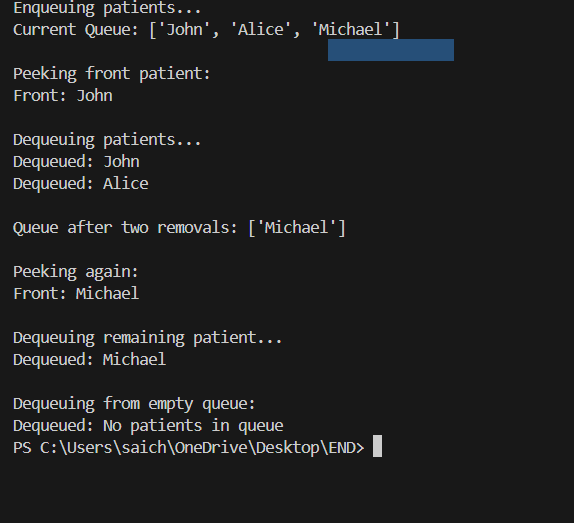 Enqueuing patients...
Current Queue: ['John', 'Alice', 'Michael']
Peeking front patient:
Front: John
Dequeuing patients...
Dequeued: John
Dequeued: Alice
Queue after two removals: ['Michael']
Peeking again:
Front: Michael
Dequeuing remaining patient...
Dequeued: Michael
Dequeuing from empty queue:
Dequeued: No patients in queue
PS C:\Users\saich\OneDrive\Desktop\END>